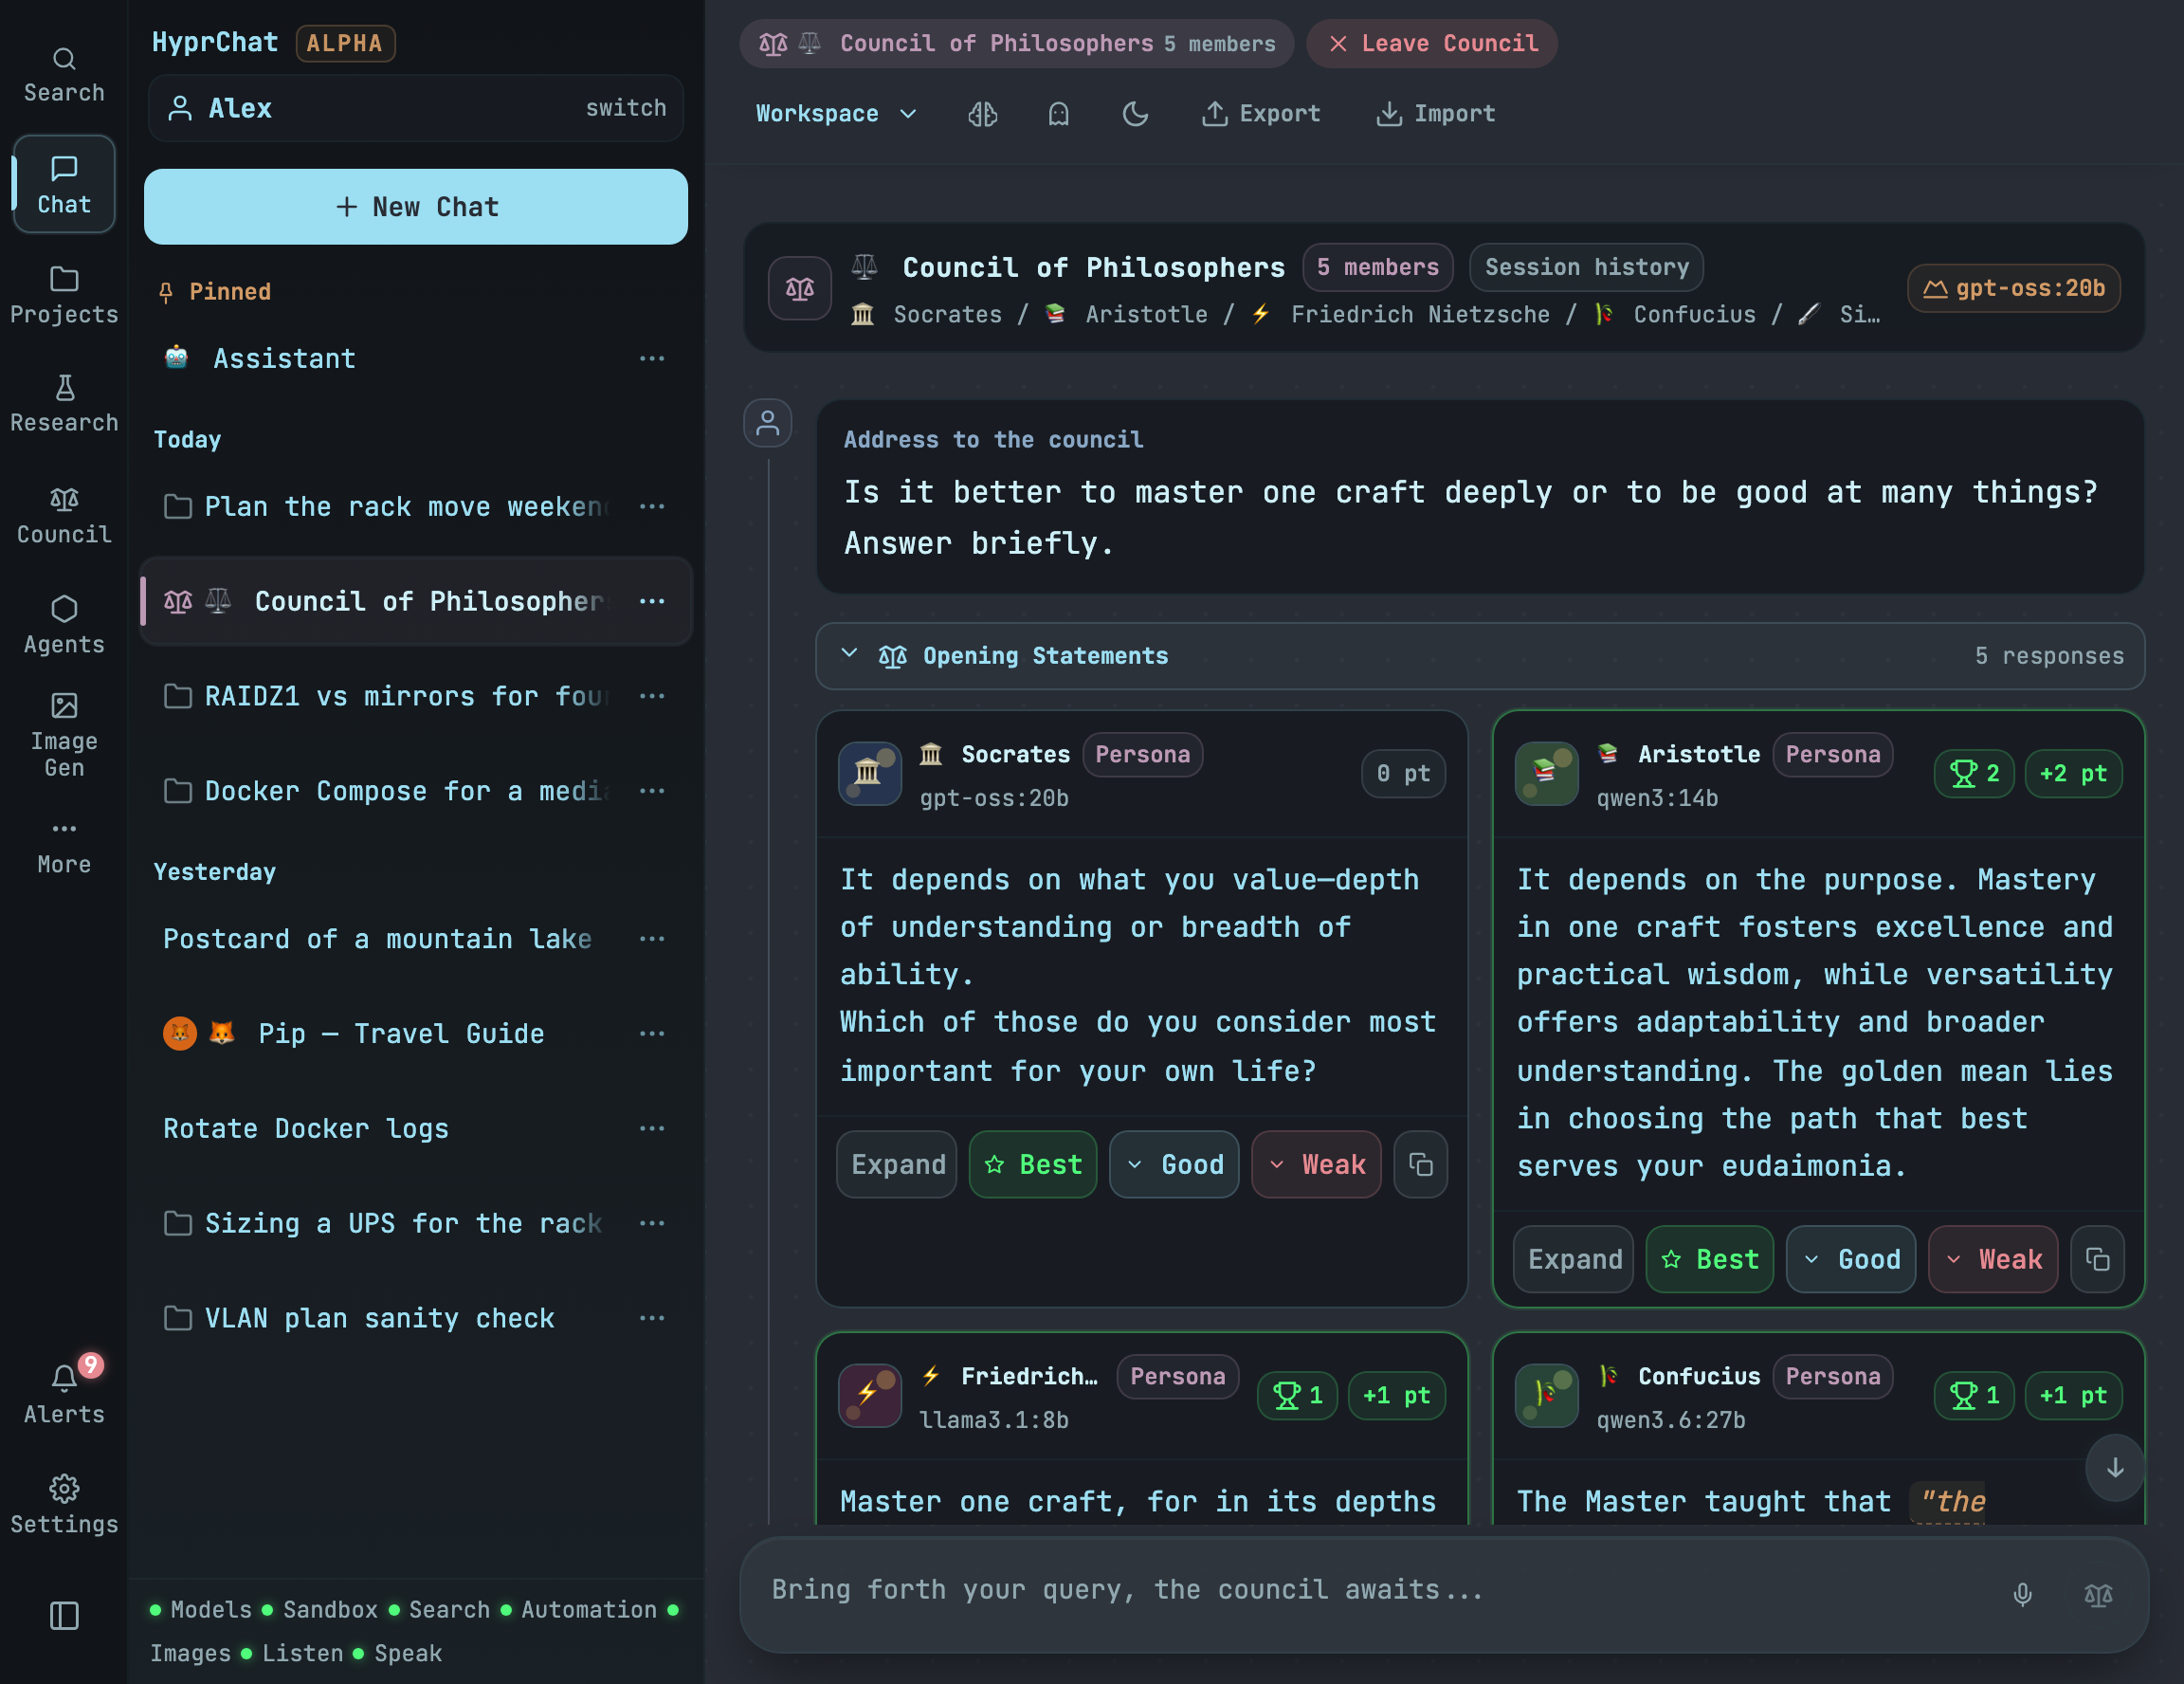 Search
Chat
Projects
Research
Council
Agents
Image
Gen
More
9
Alerts
Settings
HyprChat ALPHA
Alex switch
+ New Chat
Pinned
Assistant
Today
Plan the rack move weekend
Council of Philosophers
RAIDZ1 vs mirrors for four
Docker Compose for a media
Yesterday
Postcard of a mountain lake
Pip — Travel Guide
Rotate Docker logs
Sizing a UPS for the rack
VLAN plan sanity check
Models Sandbox Search Automation
Images Listen Speak
Council of Philosophers 5 members Leave Council
Workspace Export Import
Council of Philosophers 5 members Session history
Socrates / Aristotle / Friedrich Nietzsche / Confucius / Si…
gpt-oss:20b
Address to the council
Is it better to master one craft deeply or to be good at many things?
Answer briefly.
Opening Statements 5 responses
Socrates Persona 0 pt
gpt-oss:20b
It depends on what you value—depth
of understanding or breadth of
ability.
Which of those do you consider most
important for your own life?
Expand Best Good Weak
Aristotle Persona 2 +2 pt
qwen3:14b
It depends on the purpose. Mastery
in one craft fosters excellence and
practical wisdom, while versatility
offers adaptability and broader
understanding. The golden mean lies
in choosing the path that best
serves your eudaimonia.
Expand Best Good Weak
Friedrich… Persona 1 +1 pt
llama3.1:8b
Master one craft, for in its depths
Confucius Persona 1 +1 pt
qwen3.6:27b
The Master taught that "the
Bring forth your query, the council awaits...